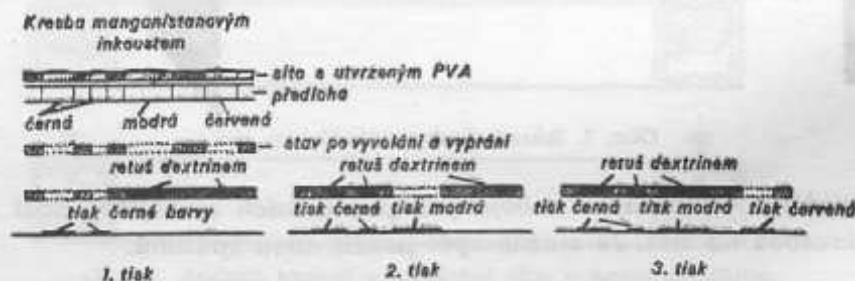 Kresba manganistanovým
inkoustem
síto s utvrzeným PVA
předloha
černá modrá červená
stav po vyvolání a vyprání
retuš dextrinem
tisk černé barvy
1. tisk
retuš dextrinem
tisk černá tisk modrá
2. tisk
retuš dextrinem
tisk černá tisk modrá tisk červená
3. tisk